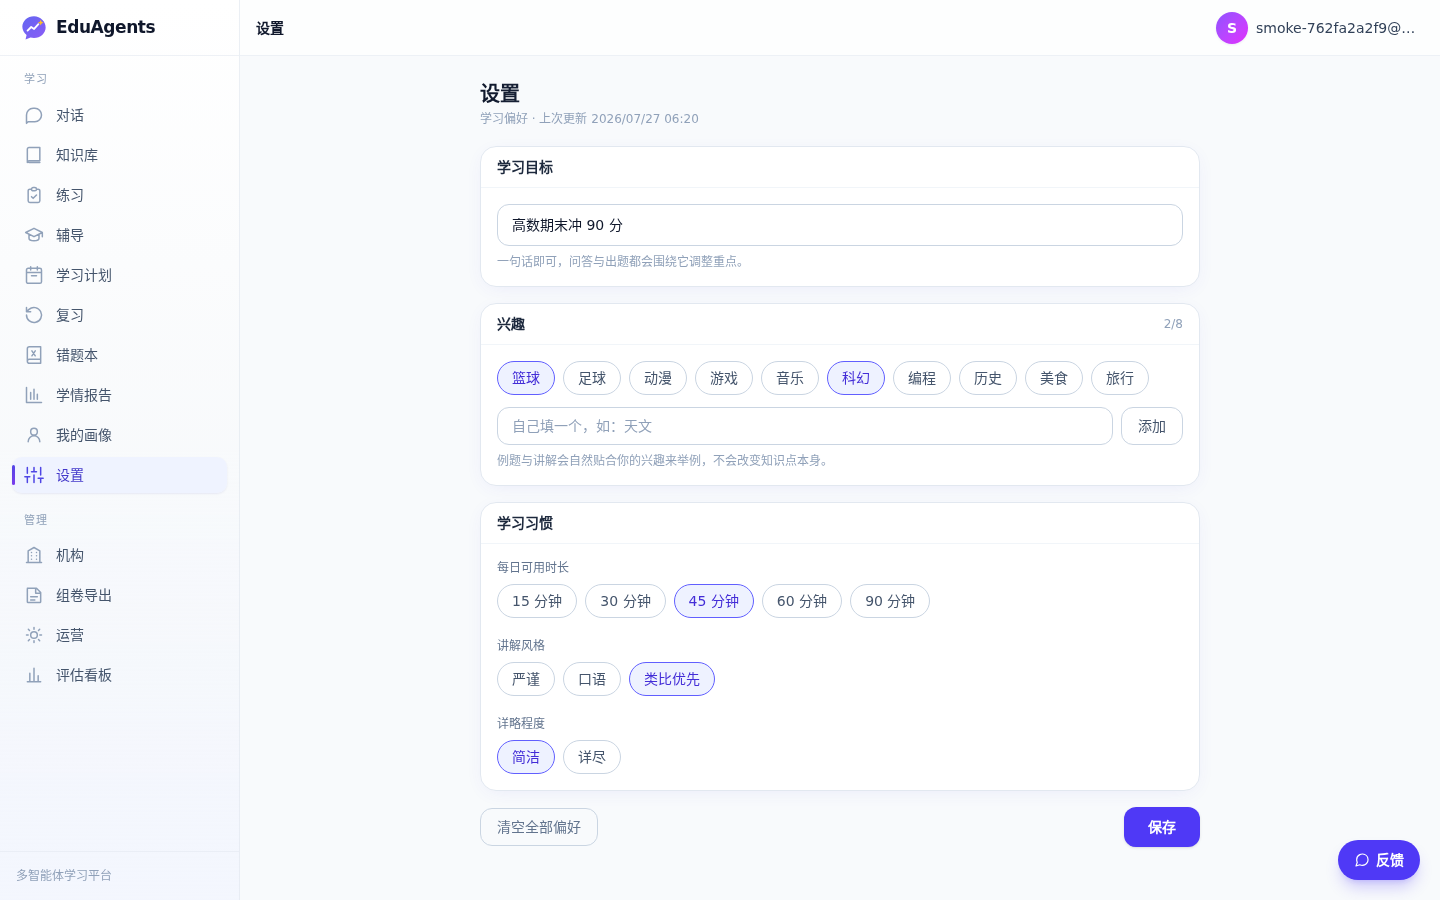 EduAgents
设置
S
smoke-762fa2a2f9@...
学习
对话
知识库
练习
辅导
学习计划
复习
错题本
学情报告
我的画像
设置
管理
机构
组卷导出
运营
评估看板
多智能体学习平台
设置
学习偏好 · 上次更新 2026/07/27 06:20
学习目标
高数期末冲 90 分
一句话即可，问答与出题都会围绕它调整重点。
兴趣 2/8
篮球 足球 动漫 游戏 音乐 科幻 编程 历史 美食 旅行
自己填一个，如：天文 添加
例题与讲解会自然贴合你的兴趣来举例，不会改变知识点本身。
学习习惯
每日可用时长
15 分钟 30 分钟 45 分钟 60 分钟 90 分钟
讲解风格
严谨 口语 类比优先
详略程度
简洁 详尽
清空全部偏好 保存
反馈